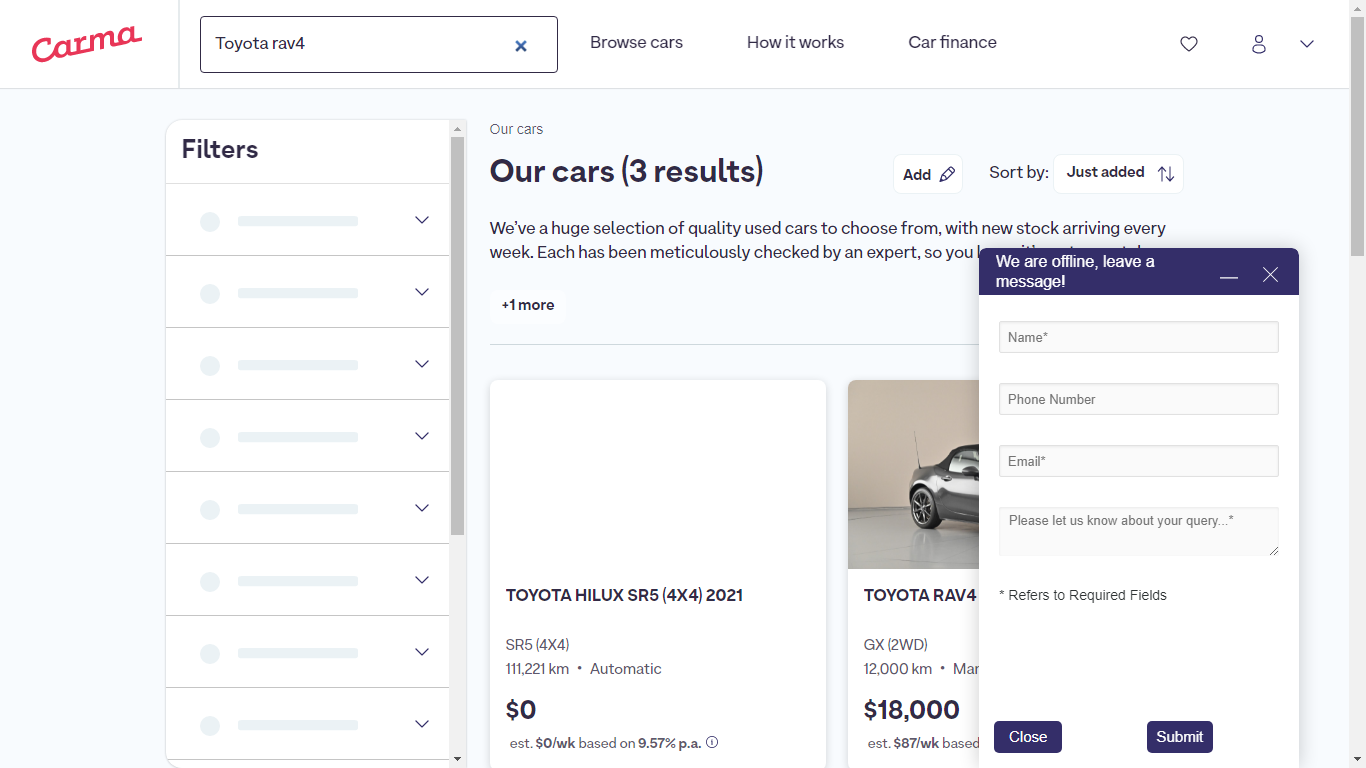 Carma
Toyota rav4
Browse cars
How it works
Car finance
Filters
Our cars
Our cars (3 results)
Add
Sort by:
Just added
We've a huge selection of quality used cars to choose from, with new stock arriving every
week. Each has been meticulously checked by an expert, so you
+1 more
TOYOTA HILUX SR5 (4X4) 2021
SR5 (4X4)
111,221 km • Automatic
$0
est. $0/wk based on 9.57% p.a.
TOYOTA RAV4
GX (2WD)
12,000 km •
$18,000
est. $87/wk based
We are offline, leave a
message!
Name*
Phone Number
Email*
Please let us know about your query...*
* Refers to Required Fields
Close
Submit